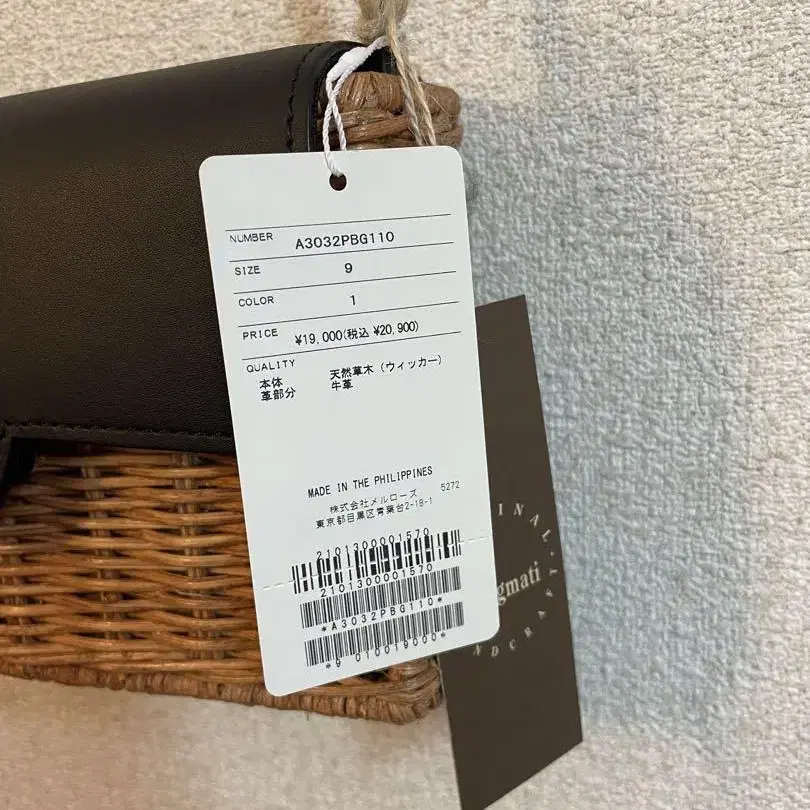 NUMBER A3032PBG110
SIZE 9
COLOR 1
PRICE ¥19,000(税込 ¥20,900)
QUALITY
本体 天然草木（ウィッカー）
革部分 牛革
MADE IN THE PHILIPPINES
株式会社メルローズ 5272
東京都目黒区青葉台2-18-1
2101300001570
2101300001570
*A3032PBG110*
*9 010019000*